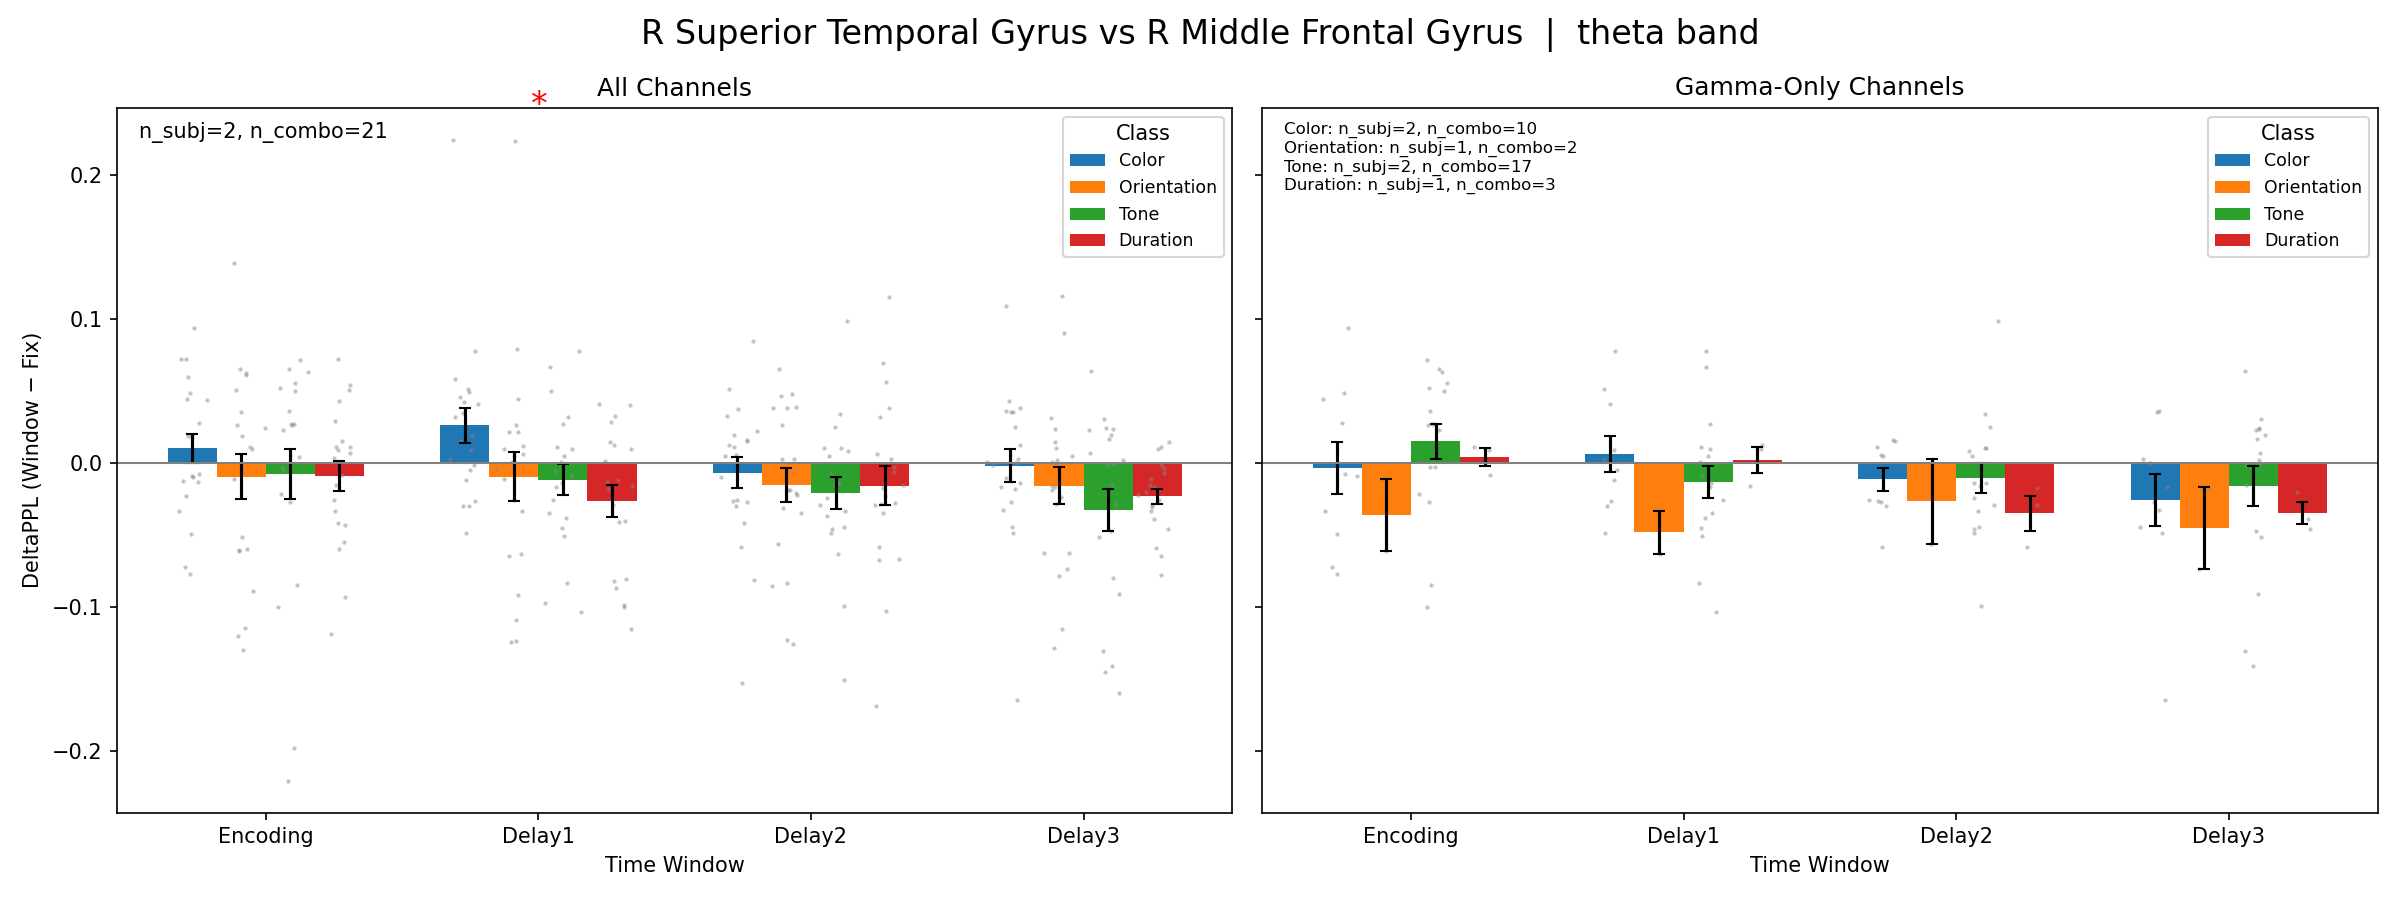 R Superior Temporal Gyrus vs R Middle Frontal Gyrus | theta band
All Channels
*
n_subj=2, n_combo=21
Class
Color
Orientation
Tone
Duration
DeltaPPL (Window − Fix)
0.2
0.1
0.0
−0.1
−0.2
Encoding
Delay1
Delay2
Delay3
Time Window
Gamma-Only Channels
Color: n_subj=2, n_combo=10
Orientation: n_subj=1, n_combo=2
Tone: n_subj=2, n_combo=17
Duration: n_subj=1, n_combo=3
Class
Color
Orientation
Tone
Duration
Encoding
Delay1
Delay2
Delay3
Time Window